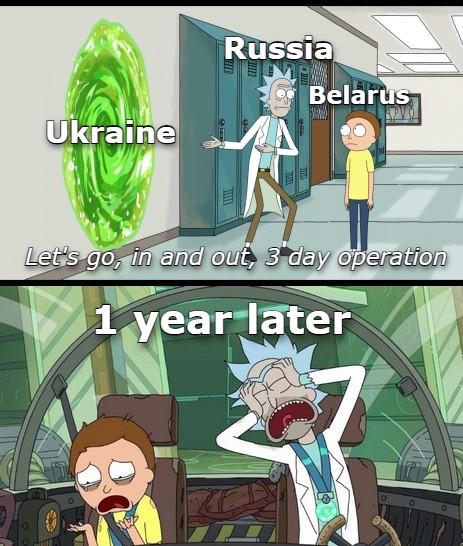 Russia
Belarus
Ukraine
Let's go, in and out, 3 day operation
1 year later